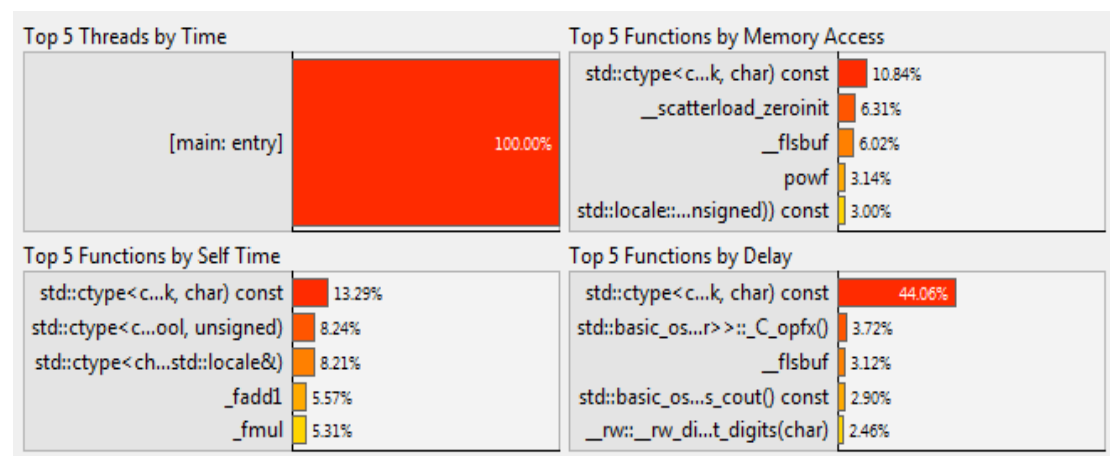 Top 5 Threads by Time
[main: entry] 100.00%
Top 5 Functions by Memory Access
std::ctype<c...k, char) const 10.84%
__scatterload_zeroinit 6.31%
__flsbuf 6.02%
powf 3.14%
std::locale::...nsigned)) const 3.00%
Top 5 Functions by Self Time
std::ctype<c...k, char) const 13.29%
std::ctype<c...ool, unsigned) 8.24%
std::ctype<ch...std::locale&) 8.21%
_fadd1 5.57%
_fmul 5.31%
Top 5 Functions by Delay
std::ctype<c...k, char) const 44.06%
std::basic_os...r>>::_C_opfx() 3.72%
__flsbuf 3.12%
std::basic_os...s_cout() const 2.90%
__rw::__rw_di...t_digits(char) 2.46%